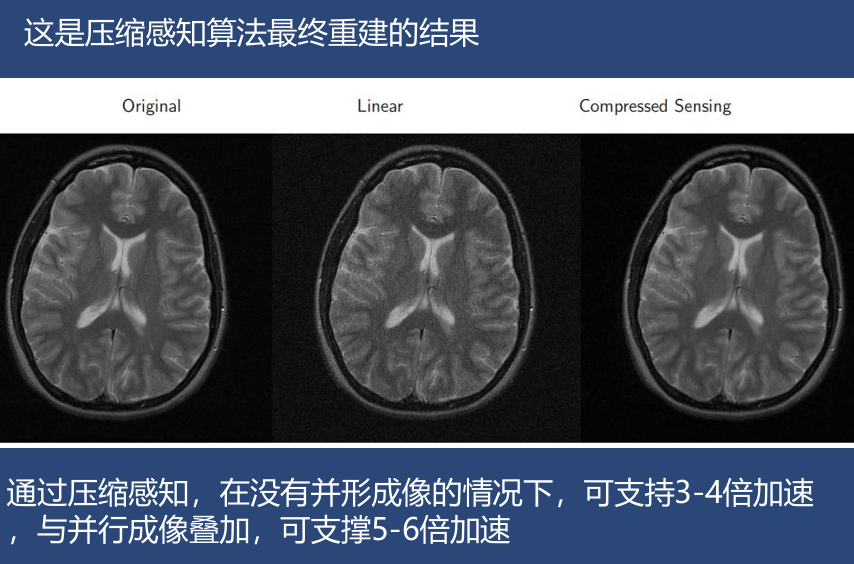 这是压缩感知算法最终重建的结果
Original Linear Compressed Sensing
通过压缩感知，在没有并形成像的情况下，可支持3-4倍加速
，与并行成像叠加，可支撑5-6倍加速